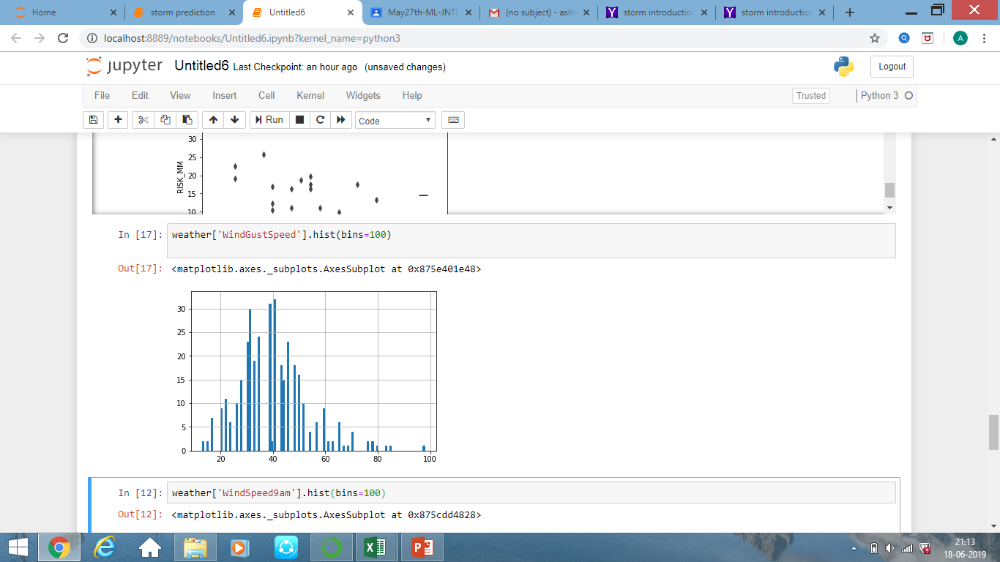 Home
storm prediction
Untitled6
May27th-ML-JNTU
(no subject) - ashr
storm introduction
storm introduction
localhost:8889/notebooks/Untitled6.ipynb?kernel_name=python3
A
jupyter Untitled6 Last Checkpoint: an hour ago (unsaved changes)
Logout
File Edit View Insert Cell Kernel Widgets Help
Trusted Python 3
Run Code
30
25
20
15
10
RISK_MM
In [17]: weather['WindGustSpeed'].hist(bins=100)
Out[17]: <matplotlib.axes._subplots.AxesSubplot at 0x875e401e48>
30
25
20
15
10
5
0
20 40 60 80 100
In [12]: weather['WindSpeed9am'].hist(bins=100)
Out[12]: <matplotlib.axes._subplots.AxesSubplot at 0x875cdd4828>
21:13
18-06-2019